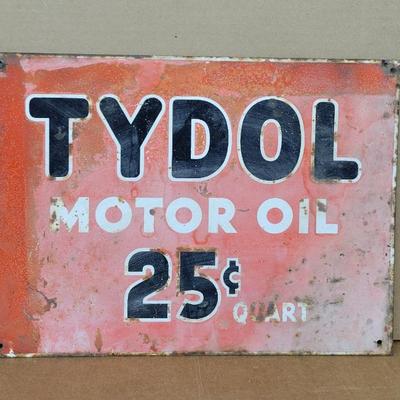 TYDOL
MOTOR OIL
25¢ QUART